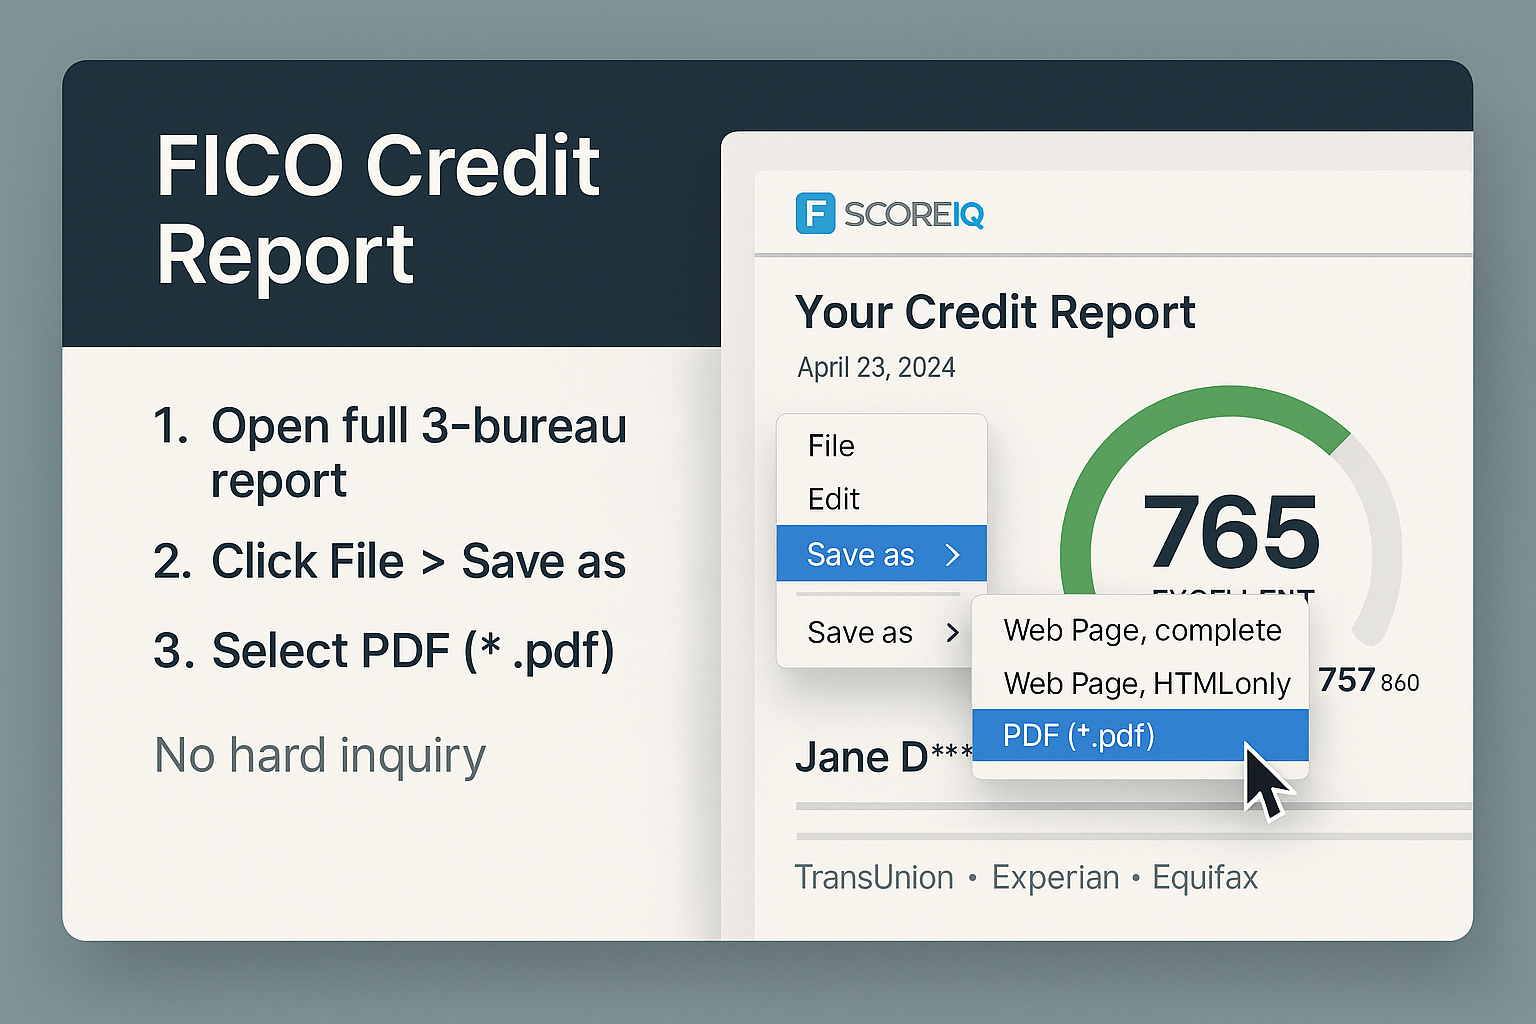 FICO Credit
Report
1. Open full 3-bureau
report
2. Click File > Save as
3. Select PDF (* .pdf)
No hard inquiry
F SCOREIQ
Your Credit Report
April 23, 2024
File
Edit
Save as >
Save as >
765
EXCELLENT
Web Page, complete
Web Page, HTMLonly
PDF (*.pdf)
757 860
Jane D***
TransUnion • Experian • Equifax